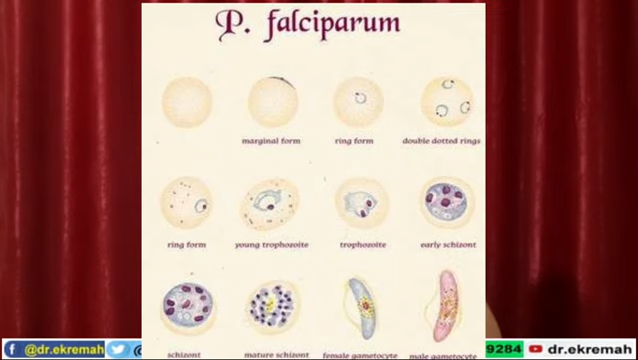 P. falciparum
marginal form
ring form
double dotted rings
ring form
young trophozoite
trophozoite
early schizont
schizont
mature schizont
female gametocyte
male gametocyte
@dr.ekremah
9284
dr.ekremah